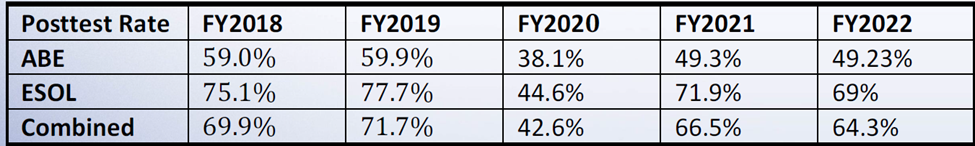 Posttest Rate FY2018 FY2019 FY2020 FY2021 FY2022
ABE 59.0% 59.9% 38.1% 49.3% 49.23%
ESOL 75.1% 77.7% 44.6% 71.9% 69%
Combined 69.9% 71.7% 42.6% 66.5% 64.3%